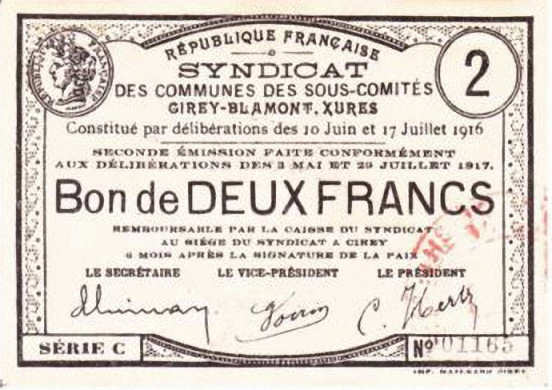 RÉPUBLIQUE FRANÇAISE
SYNDICAT
DES COMMUNES DES SOUS-COMITÉS
CIREY-BLAMONT, XURES
2
Constitué par délibérations des 10 Juin et 17 Juillet 1916
SECONDE ÉMISSION FAITE CONFORMÉMENT
AUX DÉLIBÉRATIONS DES 3 MAI ET 29 JUILLET 1917.
Bon de DEUX FRANCS
REMBOURSABLE PAR LA CAISSE DU SYNDICAT
AU SIÈGE DU SYNDICAT A CIREY
6 MOIS APRÈS LA SIGNATURE DE LA PAIX
LE SECRÉTAIRE LE VICE-PRÉSIDENT LE PRÉSIDENT
C. Hertz
SÉRIE C
No 01165